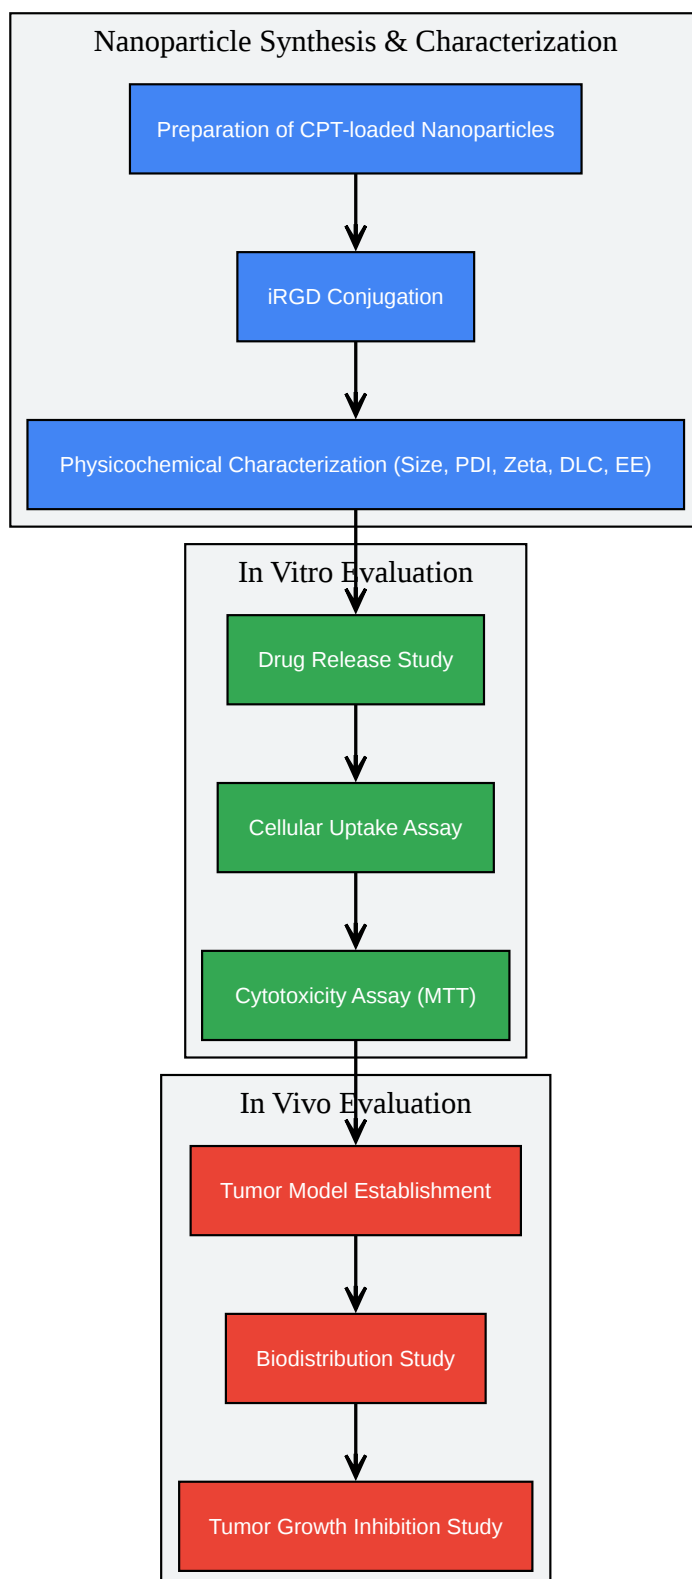 Nanoparticle Synthesis & Characterization
Preparation of CPT-loaded Nanoparticles
iRGD Conjugation
Physicochemical Characterization (Size, PDI, Zeta, DLC, EE)
In Vitro Evaluation
Drug Release Study
Cellular Uptake Assay
Cytotoxicity Assay (MTT)
In Vivo Evaluation
Tumor Model Establishment
Biodistribution Study
Tumor Growth Inhibition Study